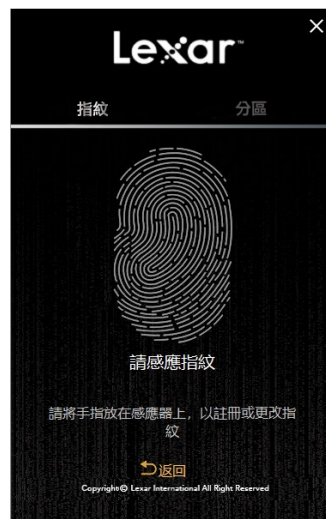 Lexar™
指紋
分區
請感應指紋
請將手指放在感應器上，以註冊或更改指
紋
返回
Copyright© Lexar International All Right Reserved